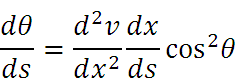 dθ/ds = d²v/dx² dx/ds cos²θ